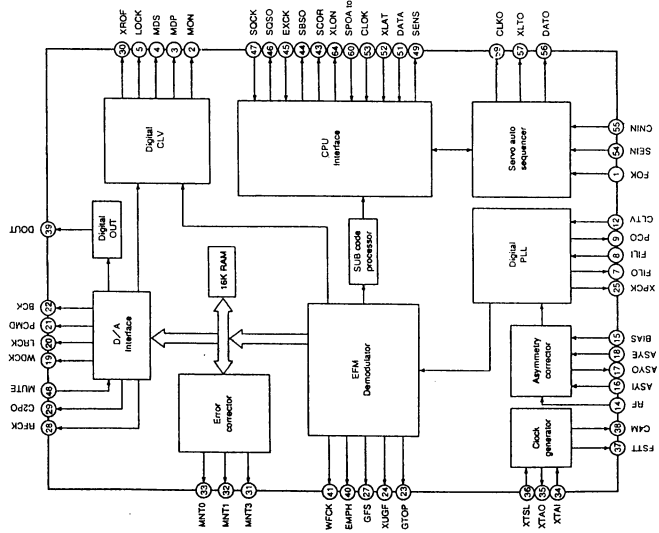 XROF
LOCK
MDS
MDP
MON
30
5
4
3
2
SQCK
SQSO
EXCK
SBSO
SCOR
XLON
SPOA to
CLOK
XLAT
DATA
SENS
47
46
45
44
43
64
60
53
52
51
49
CLKO
XLTO
DATO
57
56
Digital
CLV
CPU
Interface
Servo auto
sequencer
55
CNIN
54
SEIN
1
FOK
DOUT
39
Digital
OUT
16K RAM
SUB code
processor
Digital
PLL
12
CLTV
9
PCO
8
FILI
7
FILO
25
XPCK
BCK
22
PCMD
21
LRCK
20
WDCK
19
MUTE
48
C2PO
29
RFCK
28
D/A
Interface
Error
corrector
EFM
Demodulator
Asymmetry
corrector
15
BIAS
18
ASYE
17
ASYO
16
ASYI
14
RF
Clock
generator
38
C4M
37
FSTT
33
32
31
MNT0
MNT1
MNT3
41
40
27
24
23
WFCK
EMPH
GFS
XUGF
GTOP
36
35
34
XTSL
XTAO
XTAI